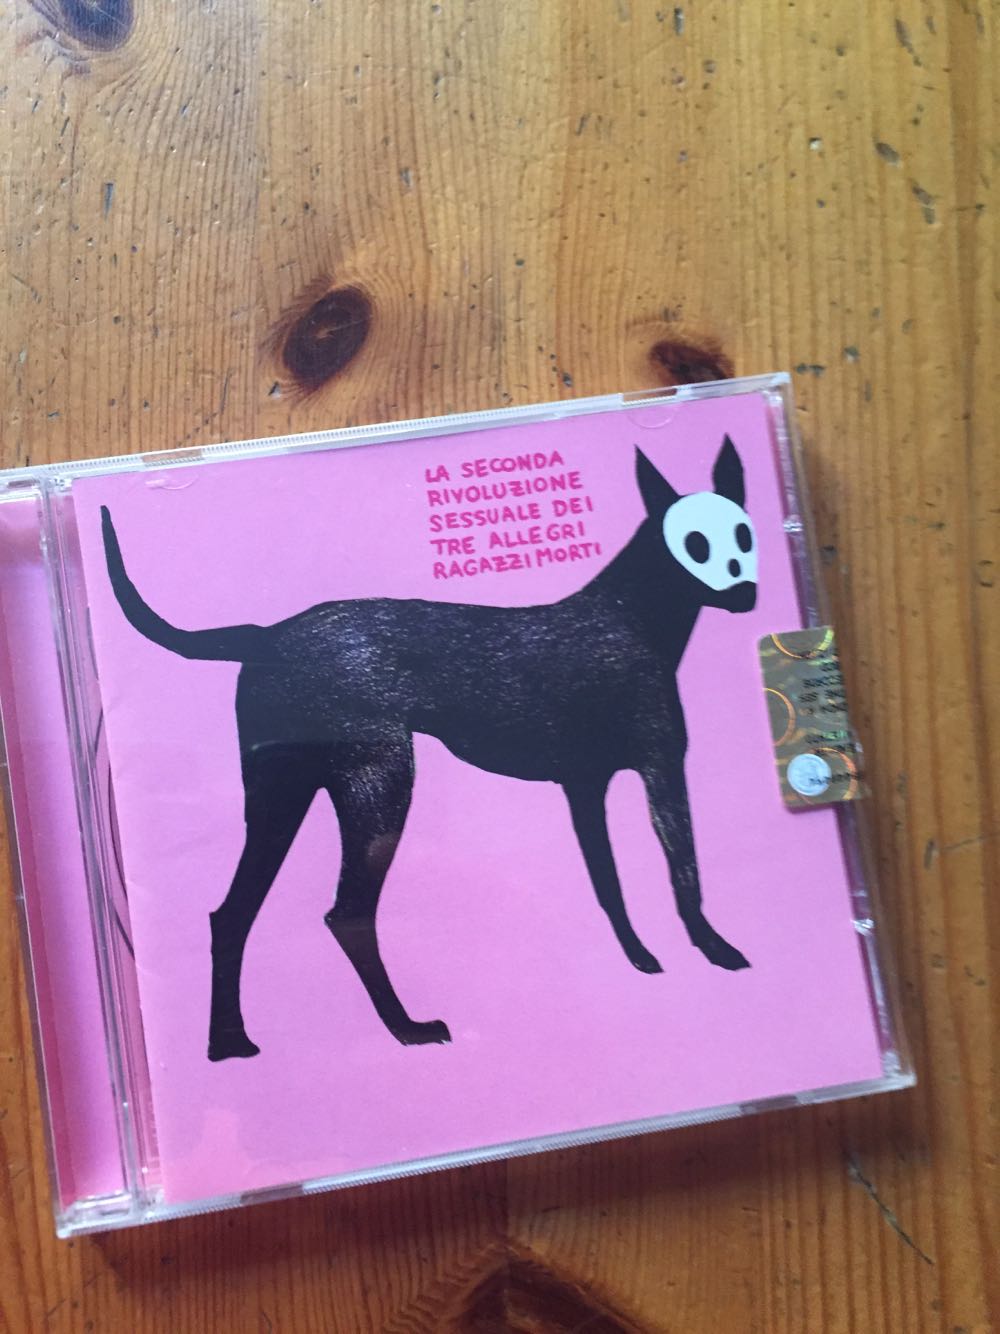 LA SECONDA
RIVOLUZIONE
SESSUALE DEI
TRE ALLEGRI
RAGAZZI MORTI